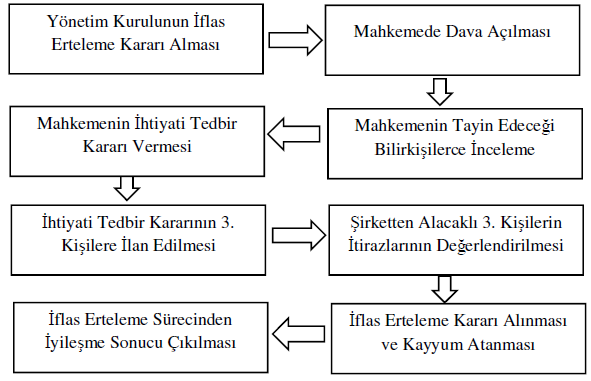 Yönetim Kurulunun İflas
Erteleme Kararı Alması
Mahkemede Dava Açılması
Mahkemenin Tayin Edeceği
Bilirkişilerce İnceleme
Mahkemenin İhtiyati Tedbir
Kararı Vermesi
İhtiyati Tedbir Kararının 3.
Kişilere İlan Edilmesi
Şirketten Alacaklı 3. Kişilerin
İtirazlarının Değerlendirilmesi
İflas Erteleme Kararı Alınması
ve Kayyum Atanması
İflas Erteleme Sürecinden
İyileşme Sonucu Çıkılması